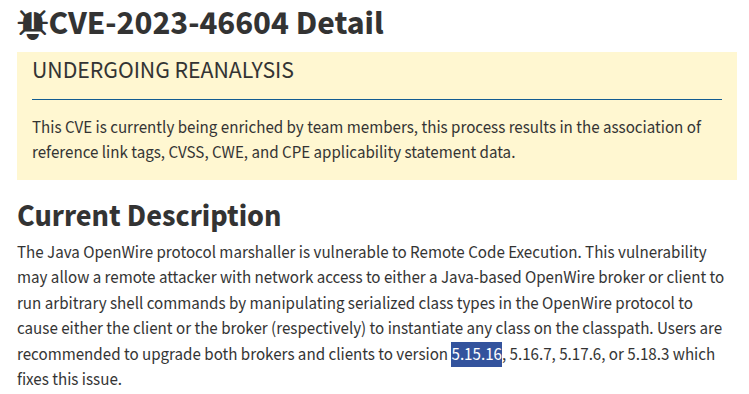 CVE-2023-46604 Detail
UNDERGOING REANALYSIS
This CVE is currently being enriched by team members, this process results in the association of
reference link tags, CVSS, CWE, and CPE applicability statement data.
Current Description
The Java OpenWire protocol marshaller is vulnerable to Remote Code Execution. This vulnerability
may allow a remote attacker with network access to either a Java-based OpenWire broker or client to
run arbitrary shell commands by manipulating serialized class types in the OpenWire protocol to
cause either the client or the broker (respectively) to instantiate any class on the classpath. Users are
recommended to upgrade both brokers and clients to version 5.15.16, 5.16.7, 5.17.6, or 5.18.3 which
fixes this issue.